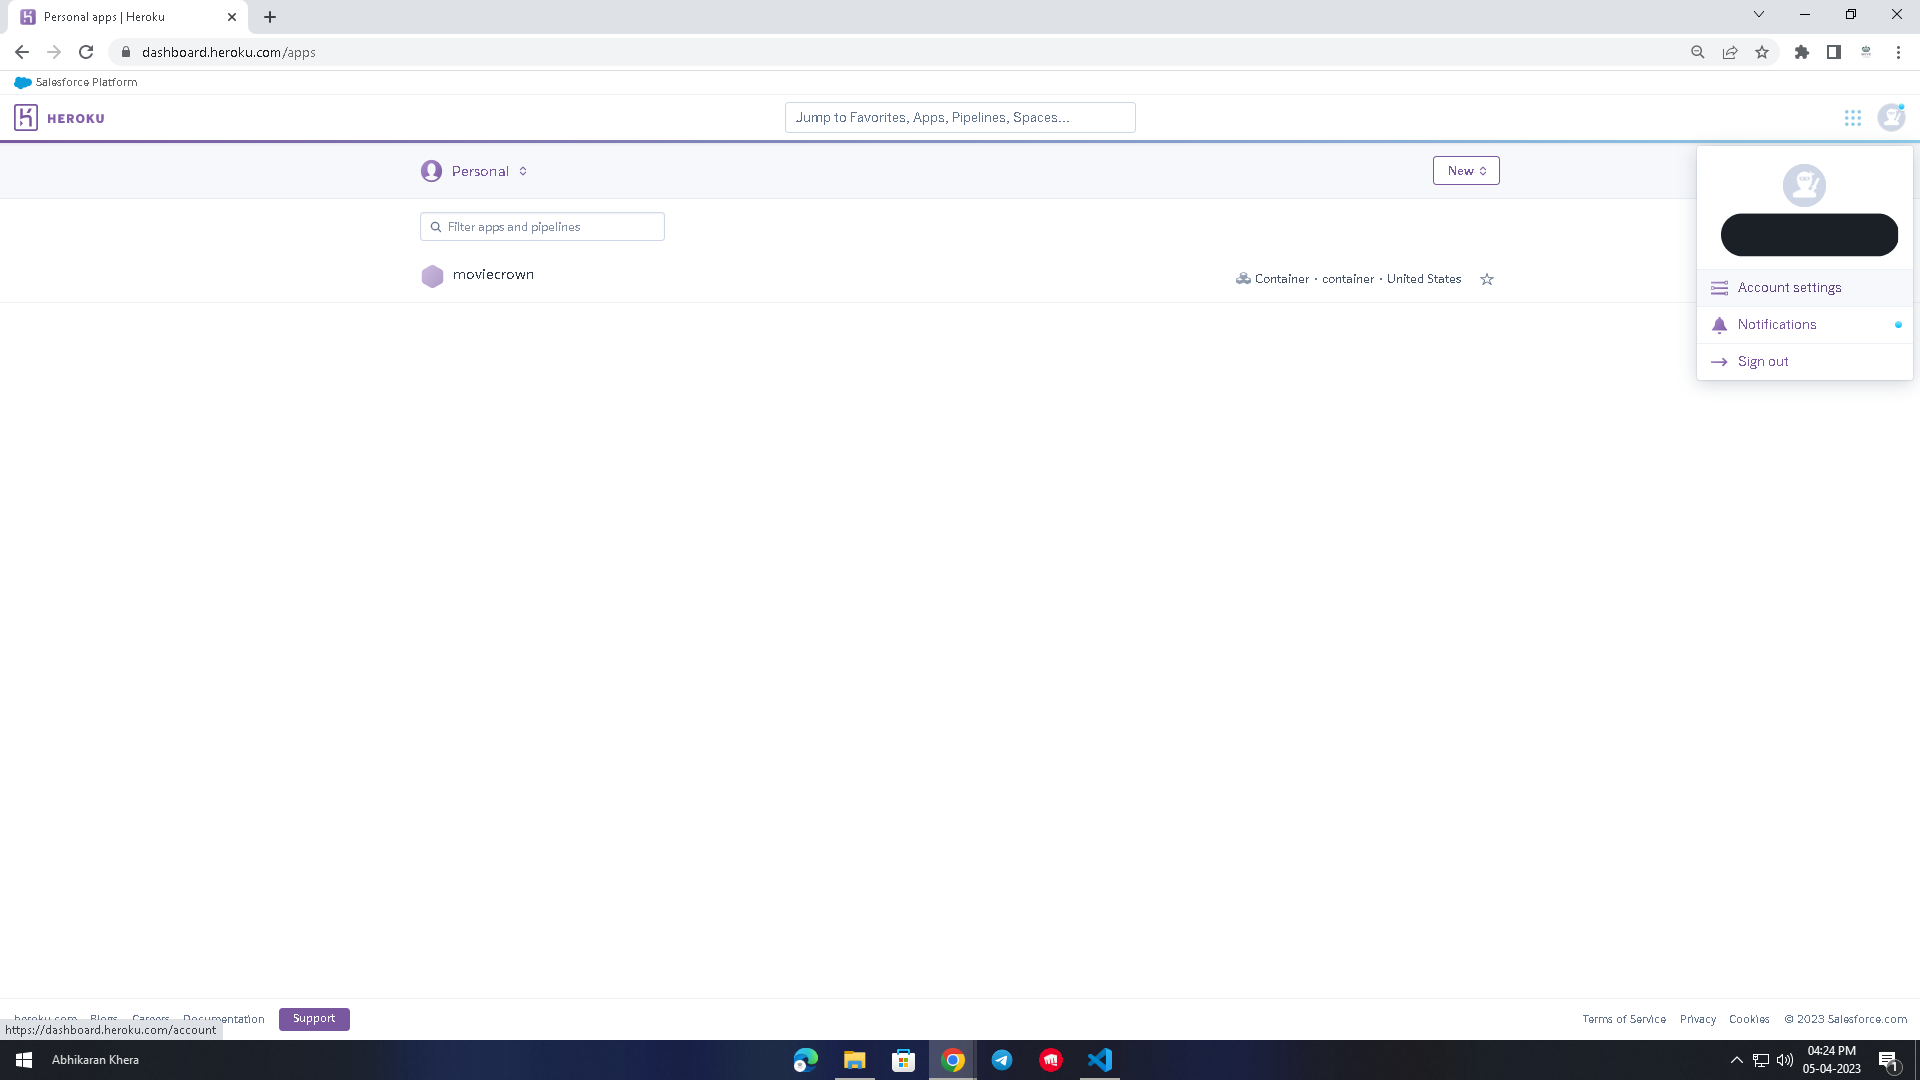 Personal apps | Heroku
dashboard.heroku.com/apps
Salesforce Platform
HEROKU
Jump to Favorites, Apps, Pipelines, Spaces...
Personal
New
Filter apps and pipelines
moviecrown
Container · container · United States
Account settings
Notifications
Sign out
heroku.com Blogs Careers Documentation Support
Terms of Service Privacy Cookies © 2023 Salesforce.com
https://dashboard.heroku.com/account
Abhikaran Khera
04:24 PM
05-04-2023
1